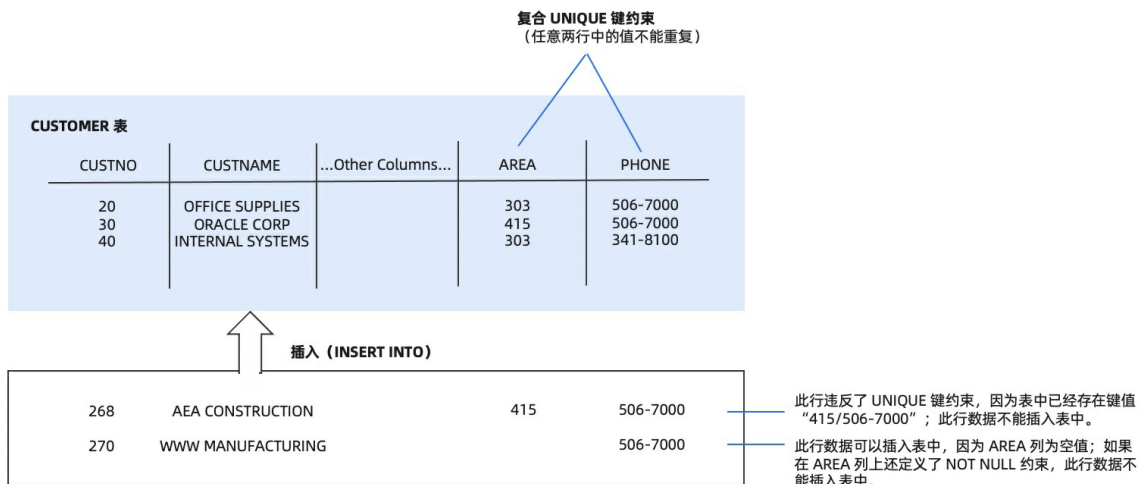 复合 UNIQUE 键约束
（任意两行中的值不能重复）
CUSTOMER 表
CUSTNO CUSTNAME ...Other Columns... AREA PHONE
20 OFFICE SUPPLIES 303 506-7000
30 ORACLE CORP 415 506-7000
40 INTERNAL SYSTEMS 303 341-8100
插入（INSERT INTO）
268 AEA CONSTRUCTION 415 506-7000
此行违反了 UNIQUE 键约束，因为表中已经存在键值
“415/506-7000”；此行数据不能插入表中。
270 WWW MANUFACTURING 506-7000
此行数据可以插入表中，因为 AREA 列为空值；如果
在 AREA 列上还定义了 NOT NULL 约束，此行数据不
能插入表中。